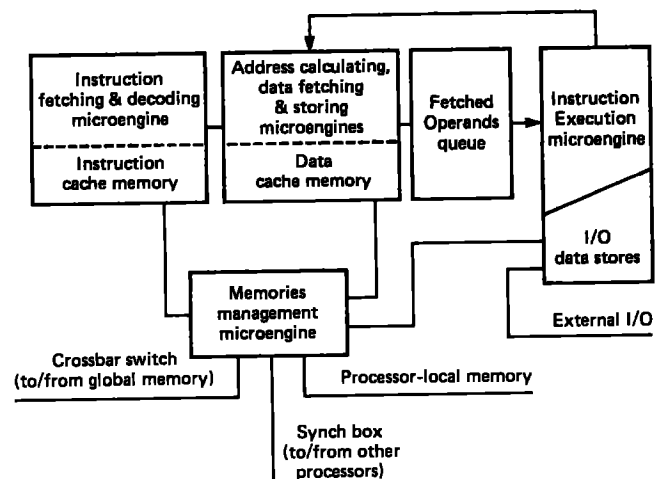 Instruction
fetching & decoding
microengine
Instruction
cache memory
Address calculating,
data fetching
& storing
microengines
Data
cache memory
Fetched
Operands
queue
Instruction
Execution
microengine
I/O
data stores
Memories
management
microengine
External I/O
Crossbar switch
(to/from global memory)
Processor-local memory
Synch box
(to/from other
processors)